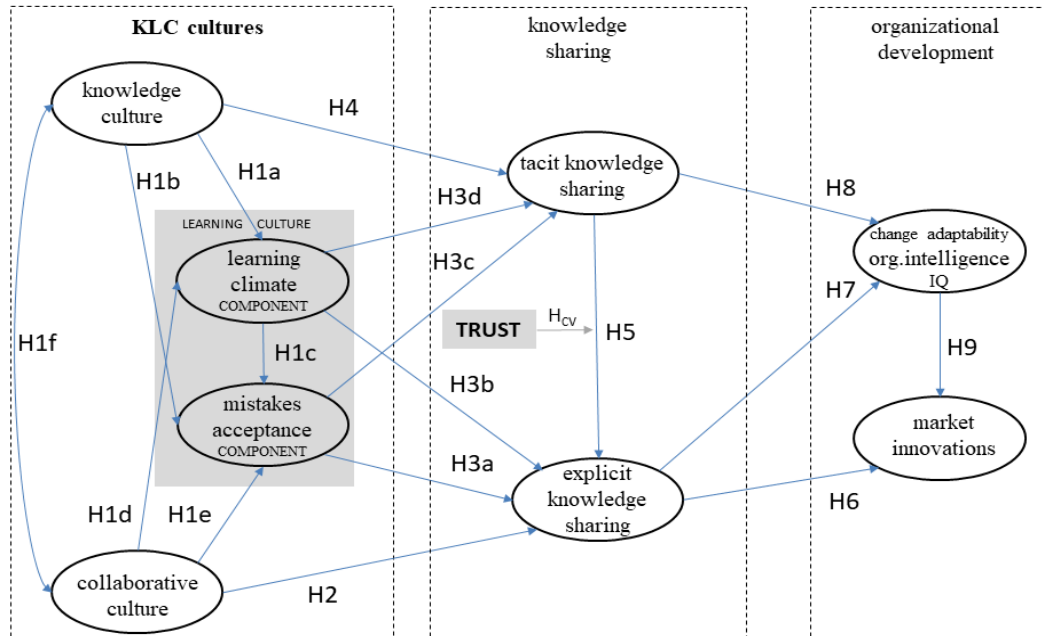 KLC cultures
knowledge
culture
H1b
H1a
H4
LEARNING CULTURE
learning
climate
COMPONENT
H1c
mistakes
acceptance
COMPONENT
H1f
H1d
H1e
collaborative
culture
H2
knowledge
sharing
tacit knowledge
sharing
H3d
H3c
TRUST
HCV
H5
H3b
H3a
explicit
knowledge
sharing
organizational
development
H8
change adaptability
org.intelligence
IQ
H7
H9
market
innovations
H6